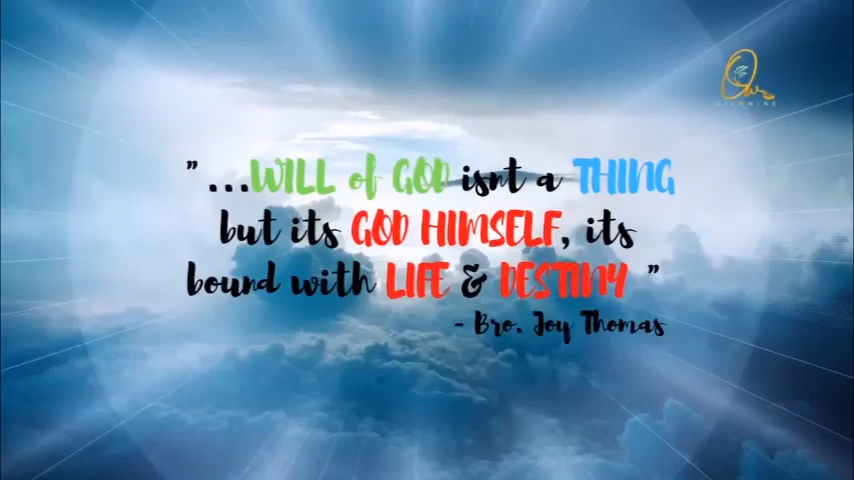 "...WILL of GOD isnt a THING
but its GOD HIMSELF, its
bound with LIFE & DESTINY "
- Bro. Joy Thomas